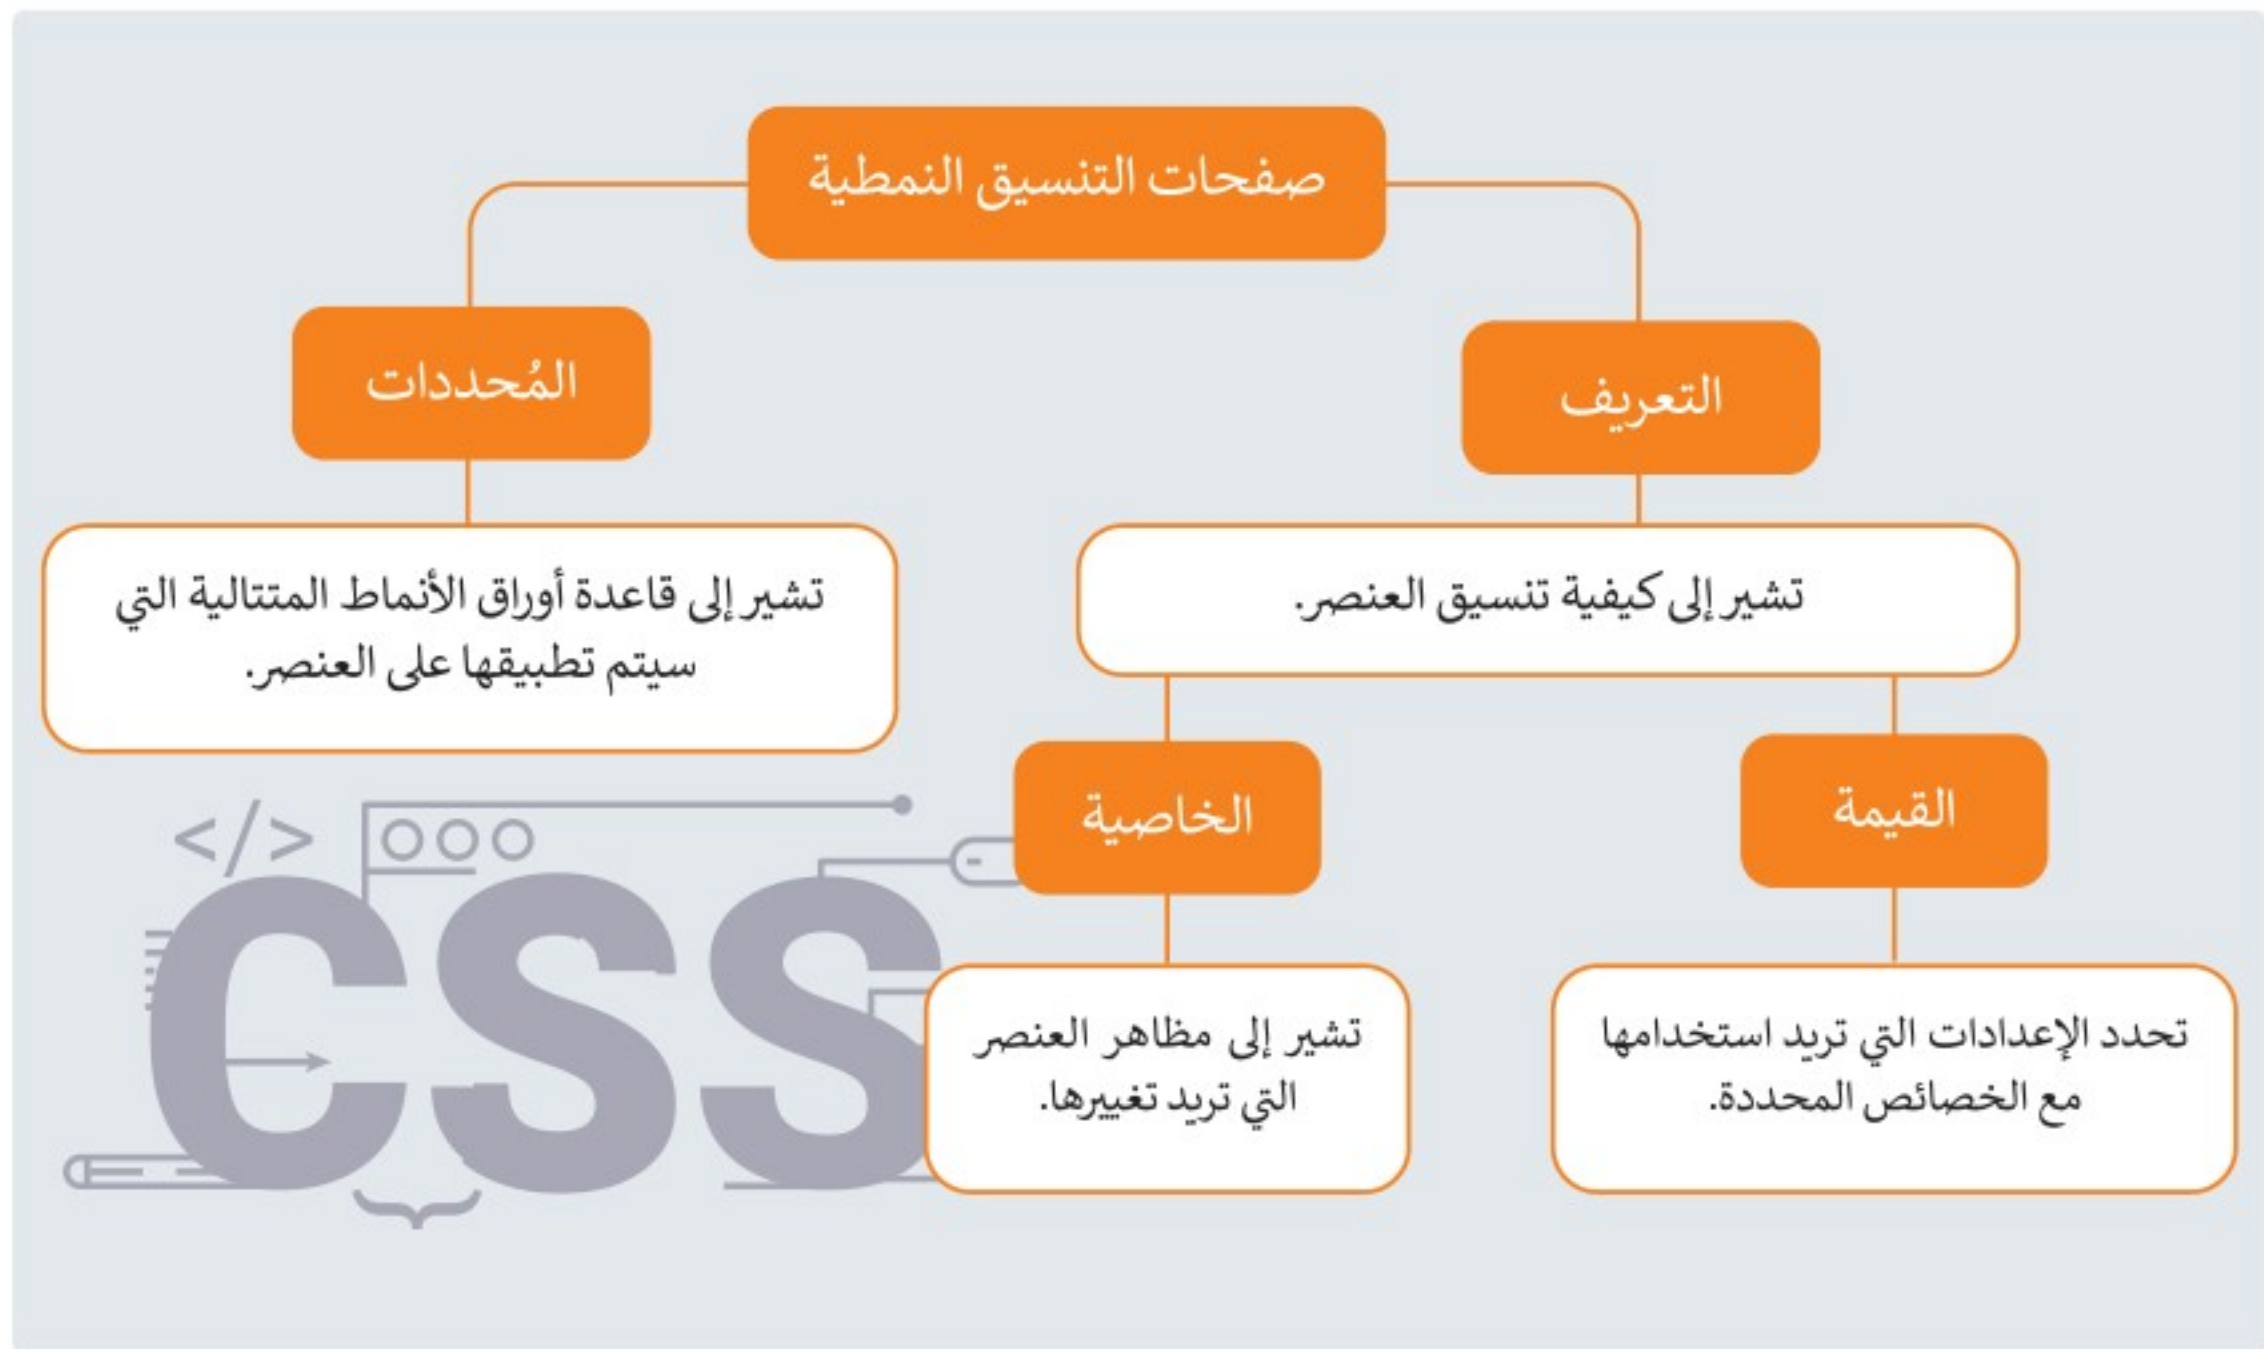 صفحات التنسيق النمطية
التعريف
المُحددات
تشير إلى كيفية تنسيق العنصر.
تشير إلى قاعدة أوراق الأنماط المتتالية التي
سيتم تطبيقها على العنصر.
القيمة
الخاصية
تحدد الإعدادات التي تريد استخدامها
مع الخصائص المحددة.
تشير إلى مظاهر العنصر
التي تريد تغييرها.
</>
CSS